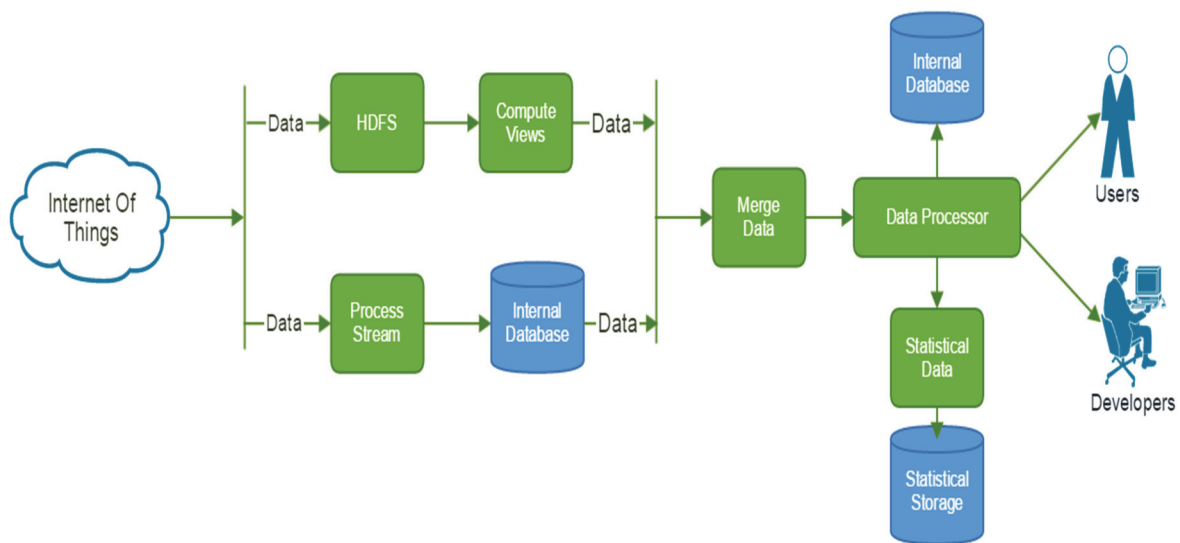 Internet Of
Things
Data
HDFS
Compute
Views
Data
Data
Process
Stream
Internal
Database
Data
Merge
Data
Data Processor
Internal
Database
Statistical
Data
Statistical
Storage
Users
Developers